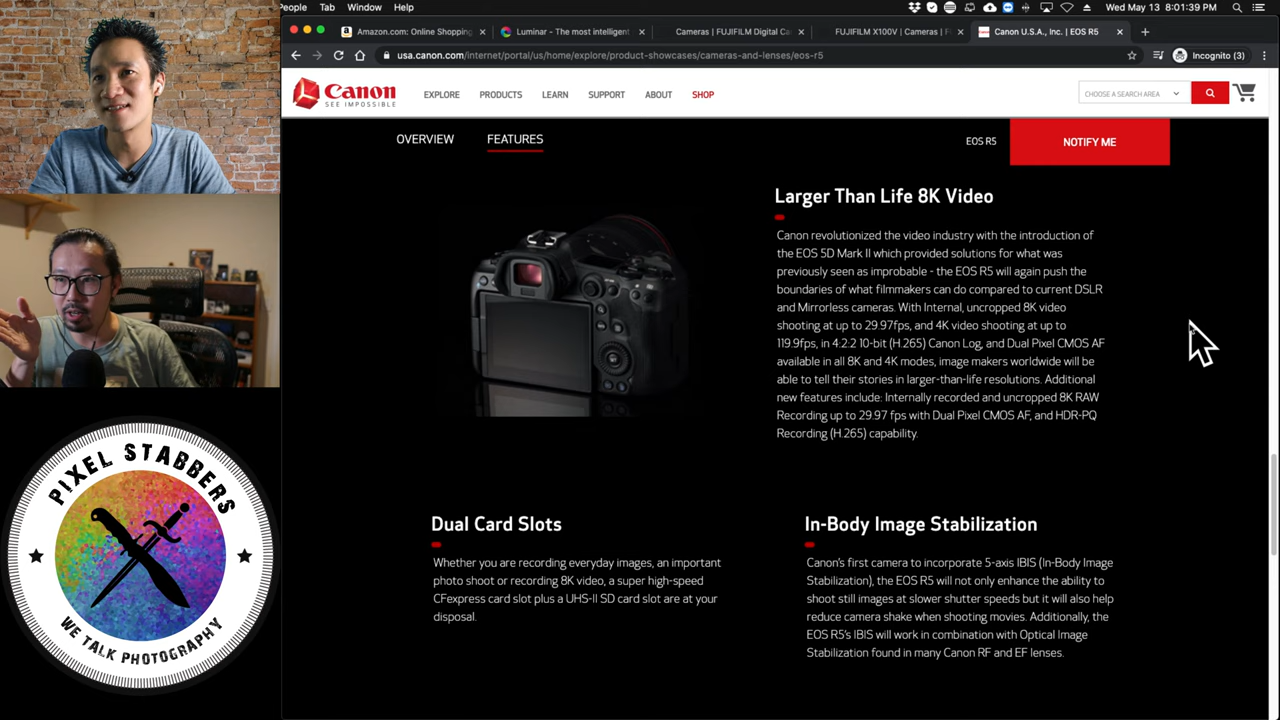 People Tab Window Help
Wed May 13 8:01:39 PM
Amazon.com: Online Shopping
Luminar - The most intelligent
Cameras | FUJIFILM Digital Ca
FUJIFILM X100V | Cameras | F
Canon U.S.A., Inc. | EOS R5
usa.canon.com/internet/portal/us/home/explore/product-showcases/cameras-and-lenses/eos-r5
Incognito (3)
Canon
SEE IMPOSSIBLE
EXPLORE PRODUCTS LEARN SUPPORT ABOUT SHOP
CHOOSE A SEARCH AREA
OVERVIEW FEATURES
EOS R5
NOTIFY ME
Larger Than Life 8K Video
Canon revolutionized the video industry with the introduction of
the EOS 5D Mark II which provided solutions for what was
previously seen as improbable - the EOS R5 will again push the
boundaries of what filmmakers can do compared to current DSLR
and Mirrorless cameras. With Internal, uncropped 8K video
shooting at up to 29.97fps, and 4K video shooting at up to
119.9fps, in 4:2:2 10-bit (H.265) Canon Log, and Dual Pixel CMOS AF
available in all 8K and 4K modes, image makers worldwide will be
able to tell their stories in larger-than-life resolutions. Additional
new features include: Internally recorded and uncropped 8K RAW
Recording up to 29.97 fps with Dual Pixel CMOS AF, and HDR-PQ
Recording (H.265) capability.
Dual Card Slots
Whether you are recording everyday images, an important
photo shoot or recording 8K video, a super high-speed
CFexpress card slot plus a UHS-II SD card slot are at your
disposal.
In-Body Image Stabilization
Canon's first camera to incorporate 5-axis IBIS (In-Body Image
Stabilization), the EOS R5 will not only enhance the ability to
shoot still images at slower shutter speeds but it will also help
reduce camera shake when shooting movies. Additionally, the
EOS R5's IBIS will work in combination with Optical Image
Stabilization found in many Canon RF and EF lenses.
PIXEL STABBERS
WE TALK PHOTOGRAPHY